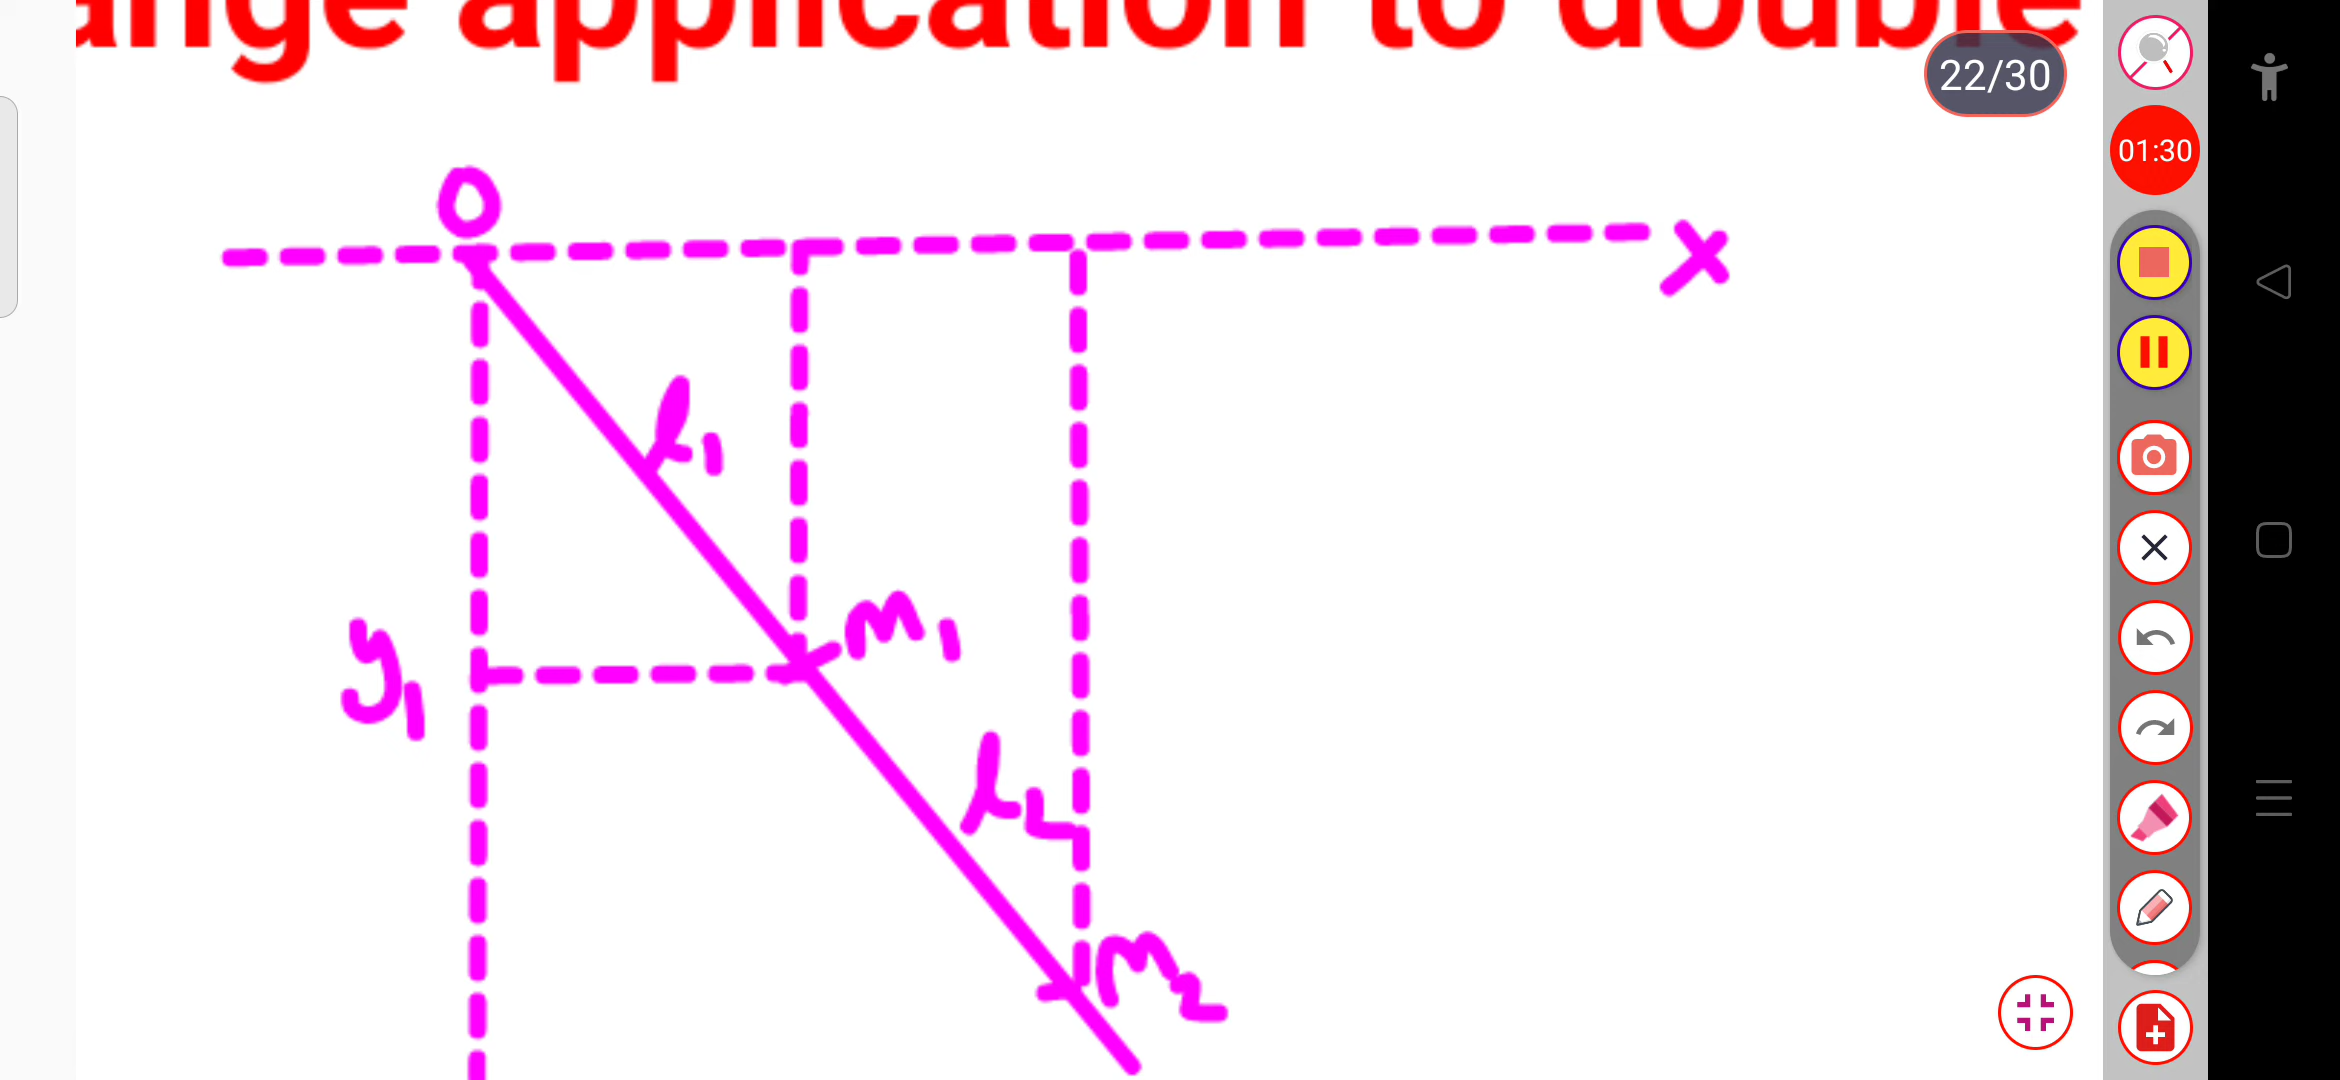 ange application to double
22/30
01:30
O
X
l1
y1
m1
l2
m2